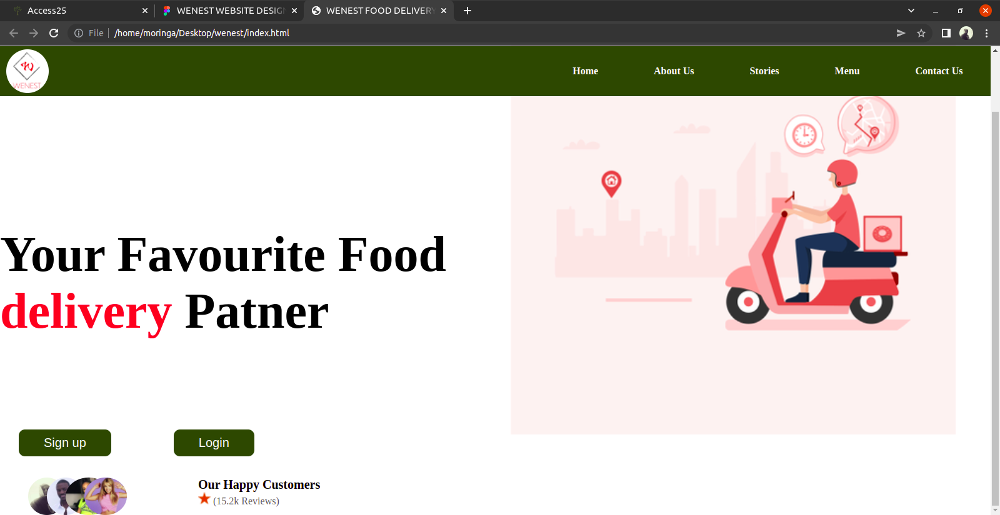 Access25
WENEST WEBSITE DESIGN
WENEST FOOD DELIVERY
File
/home/moringa/Desktop/wenest/index.html
W
WENEST
Home
About Us
Stories
Menu
Contact Us
Your Favourite Food
delivery Patner
Sign up
Login
Our Happy Customers
(15.2k Reviews)